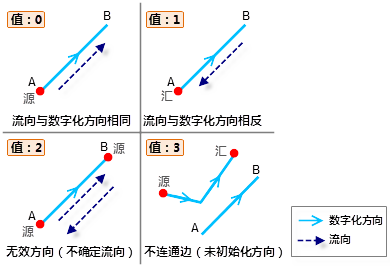 值：0
B
A
源
流向与数字化方向相同
值：1
B
A
汇
流向与数字化方向相反
值：2
B
源
A
源
无效方向（不确定流向）
值：3
汇
B
源
A
不连通边（未初始化方向）
数字化方向
流向